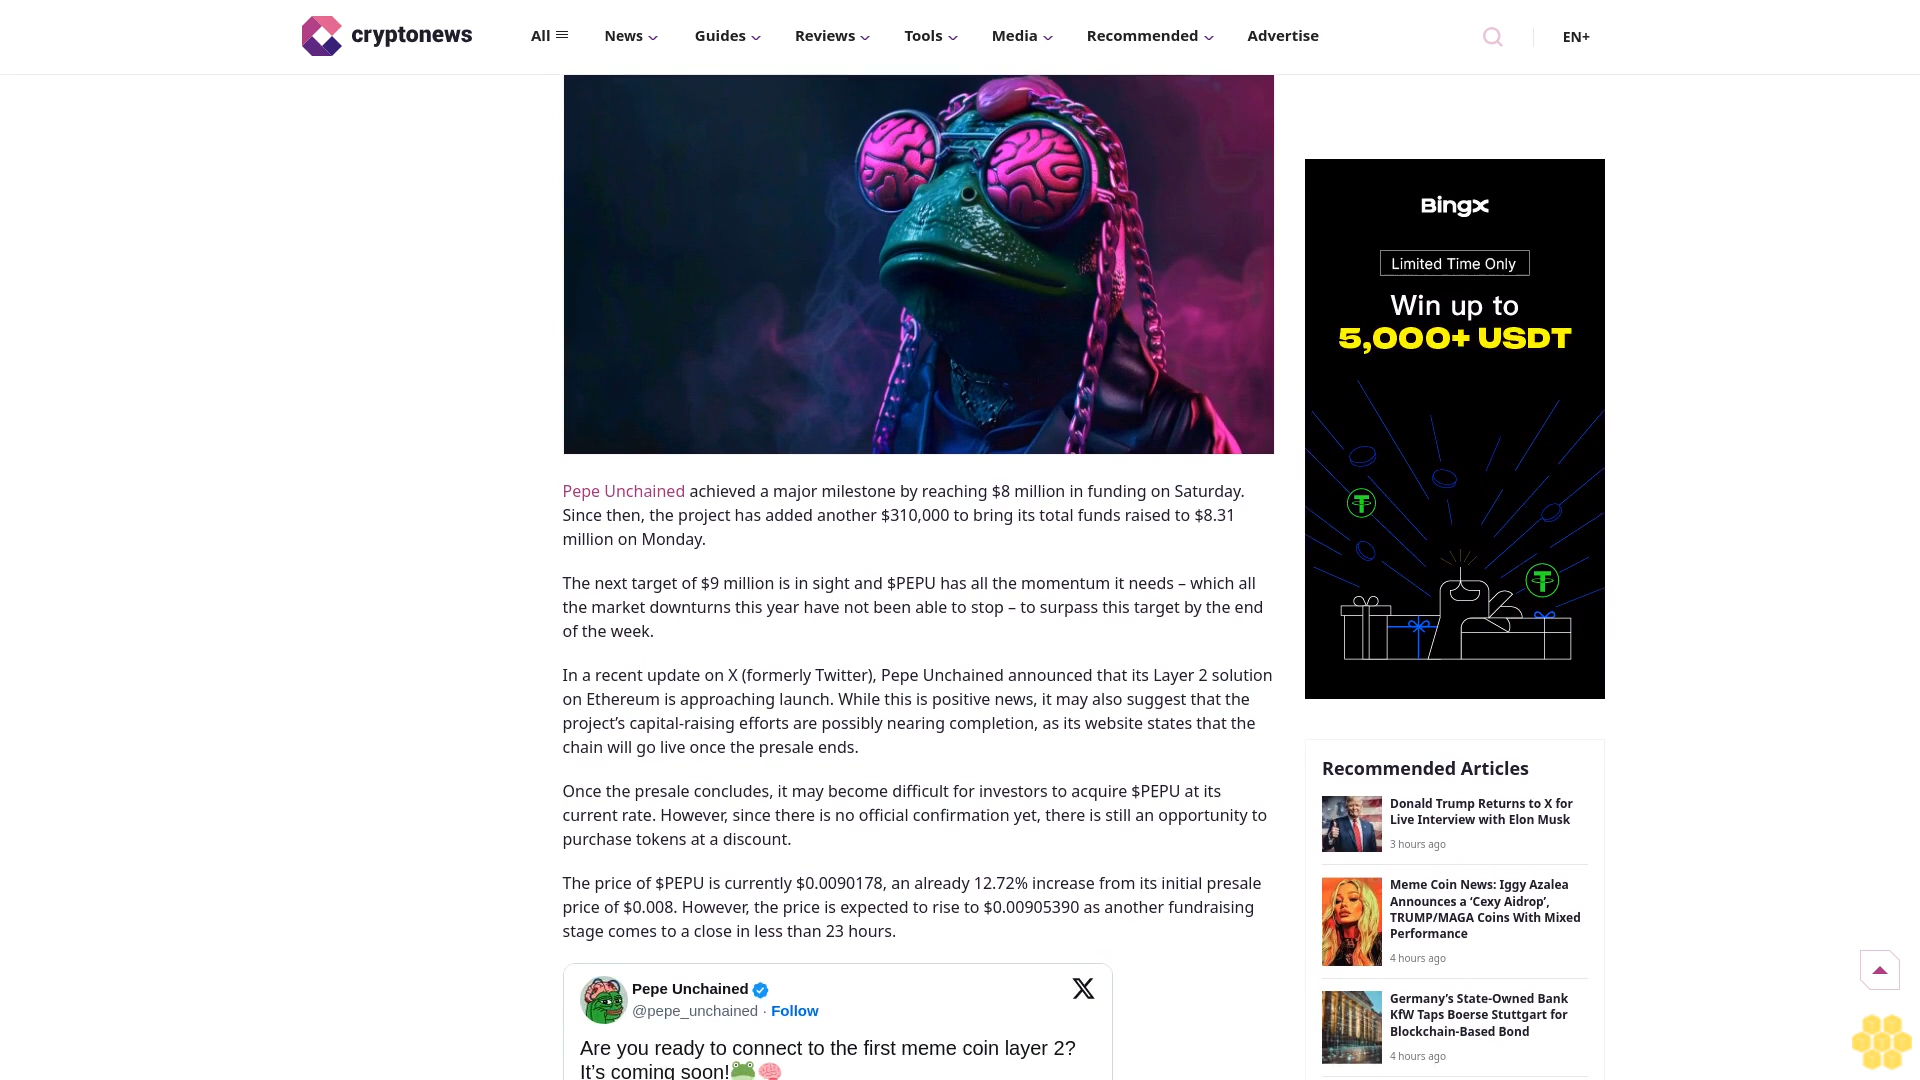 cryptonews
All
News
Guides
Reviews
Tools
Media
Recommended
Advertise
EN+
Pepe Unchained achieved a major milestone by reaching $8 million in funding on Saturday.
Since then, the project has added another $310,000 to bring its total funds raised to $8.31
million on Monday.
The next target of $9 million is in sight and $PEPU has all the momentum it needs – which all
the market downturns this year have not been able to stop – to surpass this target by the end
of the week.
In a recent update on X (formerly Twitter), Pepe Unchained announced that its Layer 2 solution
on Ethereum is approaching launch. While this is positive news, it may also suggest that the
project’s capital-raising efforts are possibly nearing completion, as its website states that the
chain will go live once the presale ends.
Once the presale concludes, it may become difficult for investors to acquire $PEPU at its
current rate. However, since there is no official confirmation yet, there is still an opportunity to
purchase tokens at a discount.
The price of $PEPU is currently $0.0090178, an already 12.72% increase from its initial presale
price of $0.008. However, the price is expected to rise to $0.00905390 as another fundraising
stage comes to a close in less than 23 hours.
Pepe Unchained
@pepe_unchained · Follow
Are you ready to connect to the first meme coin layer 2?
It’s coming soon!🐸🧠
BingX
Limited Time Only
Win up to
5,000+ USDT
Recommended Articles
Donald Trump Returns to X for
Live Interview with Elon Musk
3 hours ago
Meme Coin News: Iggy Azalea
Announces a ‘Cexy Aidrop’,
TRUMP/MAGA Coins With Mixed
Performance
4 hours ago
Germany’s State-Owned Bank
KfW Taps Boerse Stuttgart for
Blockchain-Based Bond
4 hours ago